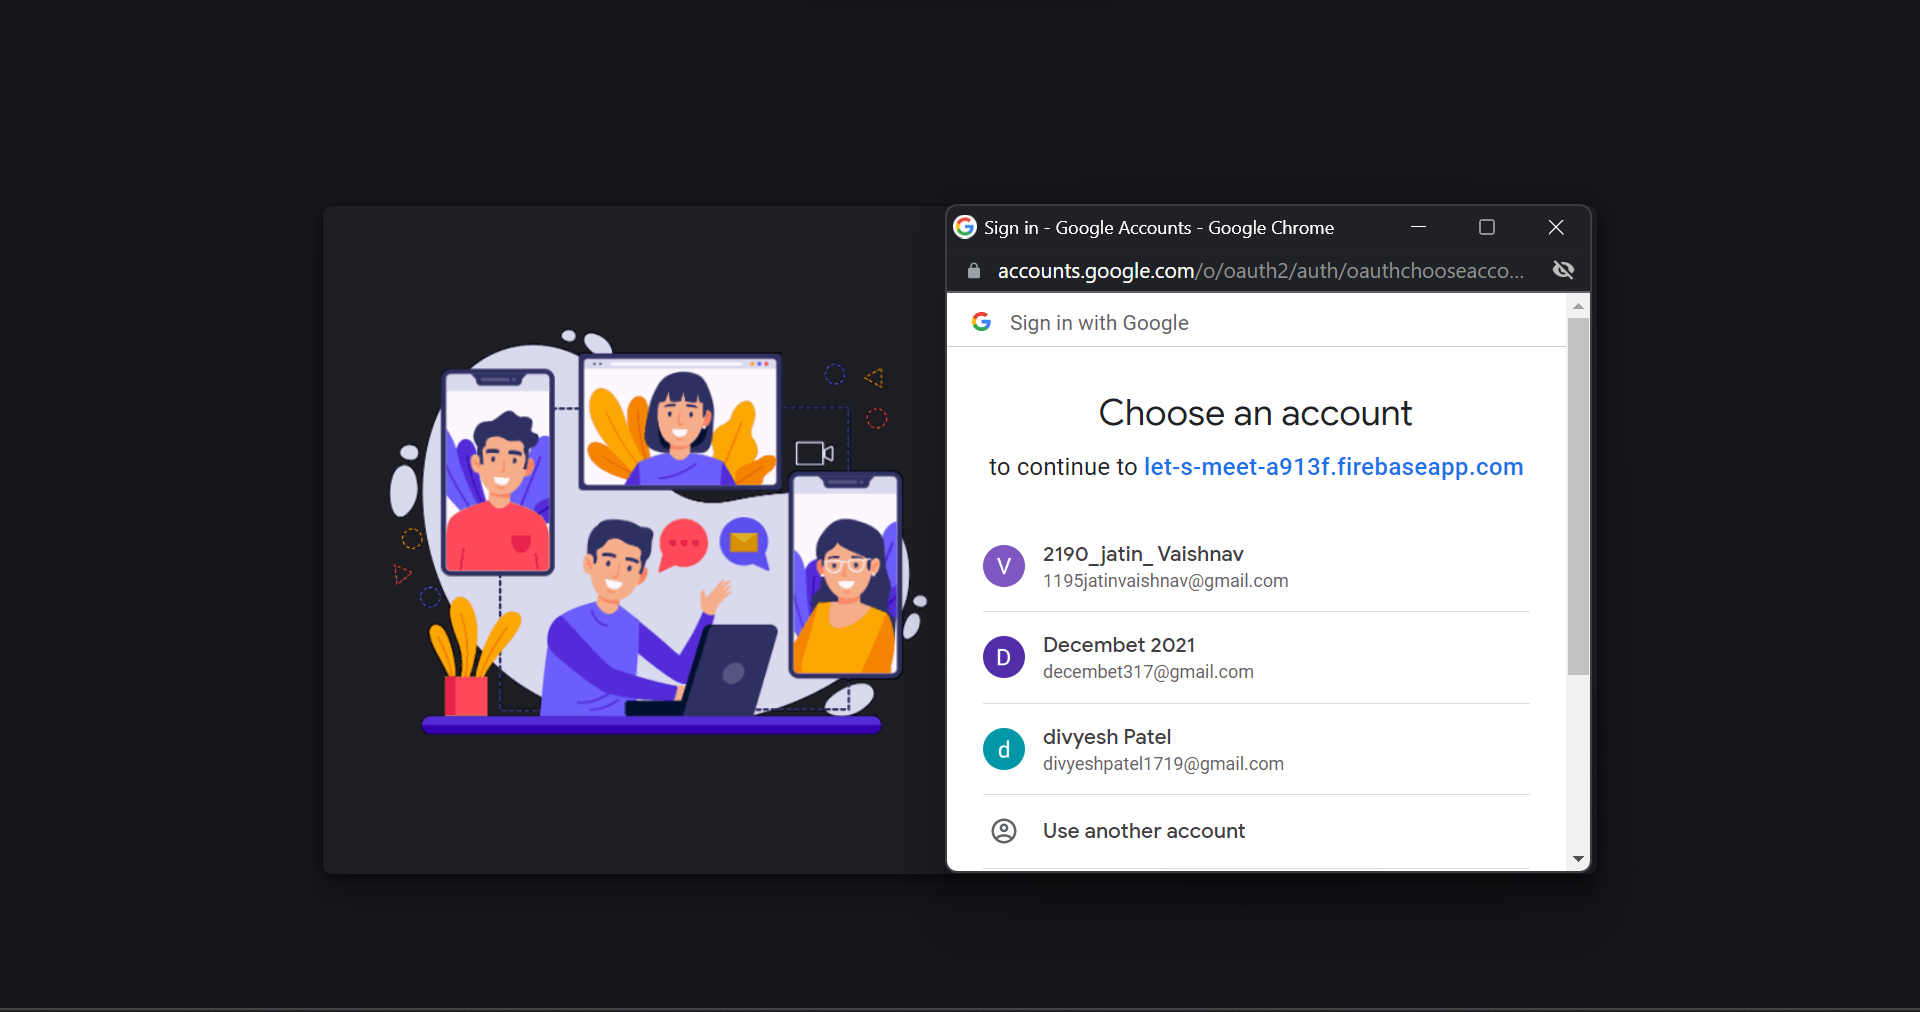 Sign in - Google Accounts - Google Chrome
accounts.google.com/o/oauth2/auth/oauthchooseacco...
Sign in with Google
Choose an account
to continue to let-s-meet-a913f.firebaseapp.com
V
2190_jatin_ Vaishnav
1195jatinvaishnav@gmail.com
D
Decembet 2021
decembet317@gmail.com
d
divyesh Patel
divyeshpatel1719@gmail.com
Use another account